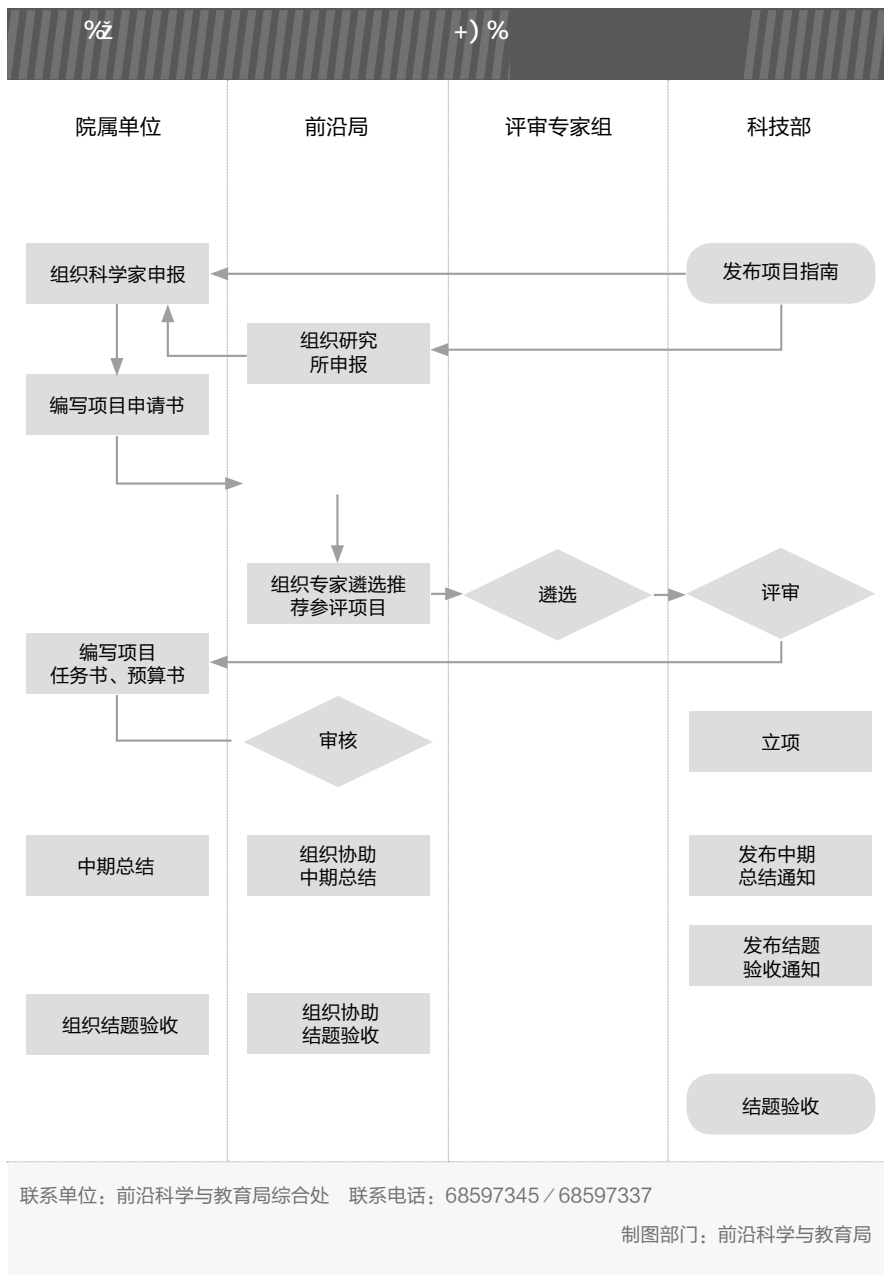 %ž +) %
院属单位 前沿局 评审专家组 科技部
组织科学家申报
发布项目指南
组织研究
所申报
编写项目申请书
组织专家遴选推
荐参评项目
遴选
评审
编写项目
任务书、预算书
审核
立项
中期总结
组织协助
中期总结
发布中期
总结通知
发布结题
验收通知
组织结题验收
组织协助
结题验收
结题验收
联系单位：前沿科学与教育局综合处 联系电话：68597345／68597337
制图部门：前沿科学与教育局